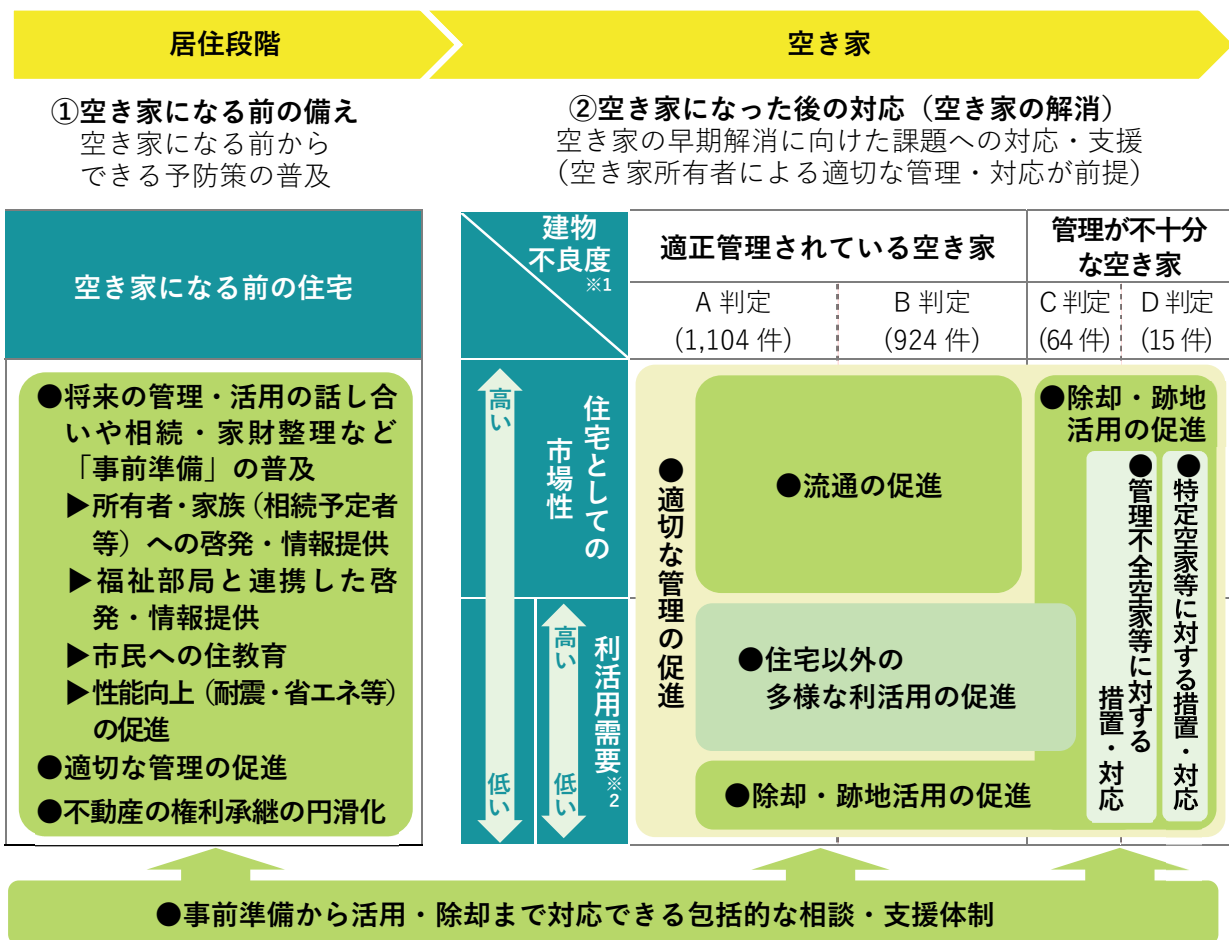 居住段階
空き家
①空き家になる前の備え
空き家になる前から
できる予防策の普及
②空き家になった後の対応（空き家の解消）
空き家の早期解消に向けた課題への対応・支援
（空き家所有者による適切な管理・対応が前提）
空き家になる前の住宅
●将来の管理・活用の話し合
いや相続・家財整理など
「事前準備」の普及
▶所有者・家族（相続予定者
等）への啓発・情報提供
▶福祉部局と連携した啓
発・情報提供
▶市民への住教育
▶性能向上（耐震・省エネ等）
の促進
●適切な管理の促進
●不動産の権利承継の円滑化
建物
不良度
※1
適正管理されている空き家
管理が不十分
な空き家
A 判定
(1,104 件)
B 判定
(924 件)
C 判定
(64 件)
D 判定
(15 件)
高い
低い
住宅としての
市場性
高い
低い
利活用需要※2
●適切な管理の促進
●流通の促進
●住宅以外の
多様な利活用の促進
●除却・跡地活用の促進
●除却・跡地
活用の促進
●管理不全空家等に対する
措置・対応
●特定空家等に対する措置・対応
●事前準備から活用・除却まで対応できる包括的な相談・支援体制